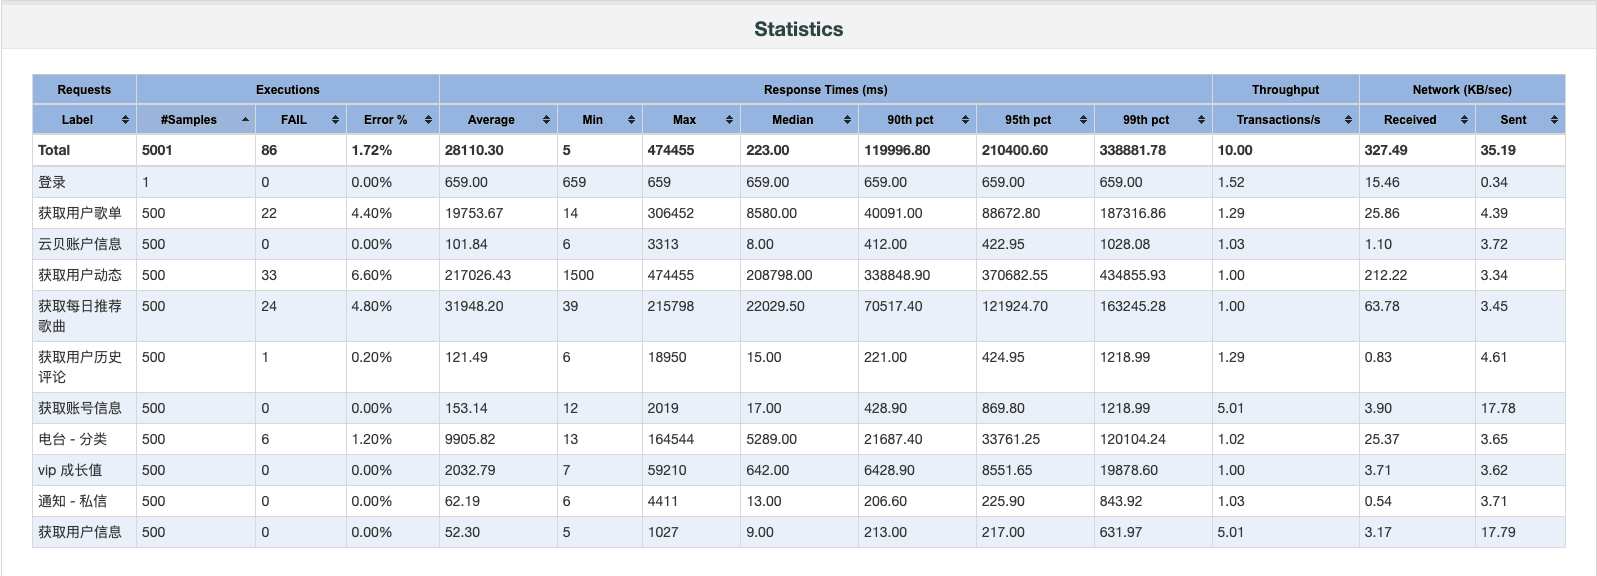 Statistics
Requests Executions Response Times (ms) Throughput Network (KB/sec)
Label #Samples FAIL Error % Average Min Max Median 90th pct 95th pct 99th pct Transactions/s Received Sent
Total 5001 86 1.72% 28110.30 5 474455 223.00 119996.80 210400.60 338881.78 10.00 327.49 35.19
登录 1 0 0.00% 659.00 659 659 659.00 659.00 659.00 659.00 1.52 15.46 0.34
获取用户歌单 500 22 4.40% 19753.67 14 306452 8580.00 40091.00 88672.80 187316.86 1.29 25.86 4.39
云贝账户信息 500 0 0.00% 101.84 6 3313 8.00 412.00 422.95 1028.08 1.03 1.10 3.72
获取用户动态 500 33 6.60% 217026.43 1500 474455 208798.00 338848.90 370682.55 434855.93 1.00 212.22 3.34
获取每日推荐 500 24 4.80% 31948.20 39 215798 22029.50 70517.40 121924.70 163245.28 1.00 63.78 3.45
歌曲
获取用户历史 500 1 0.20% 121.49 6 18950 15.00 221.00 424.95 1218.99 1.29 0.83 4.61
评论
获取账号信息 500 0 0.00% 153.14 12 2019 17.00 428.90 869.80 1218.99 5.01 3.90 17.78
电台 - 分类 500 6 1.20% 9905.82 13 164544 5289.00 21687.40 33761.25 120104.24 1.02 25.37 3.65
vip 成长值 500 0 0.00% 2032.79 7 59210 642.00 6428.90 8551.65 19878.60 1.00 3.71 3.62
通知 - 私信 500 0 0.00% 62.19 6 4411 13.00 206.60 225.90 843.92 1.03 0.54 3.71
获取用户信息 500 0 0.00% 52.30 5 1027 9.00 213.00 217.00 631.97 5.01 3.17 17.79